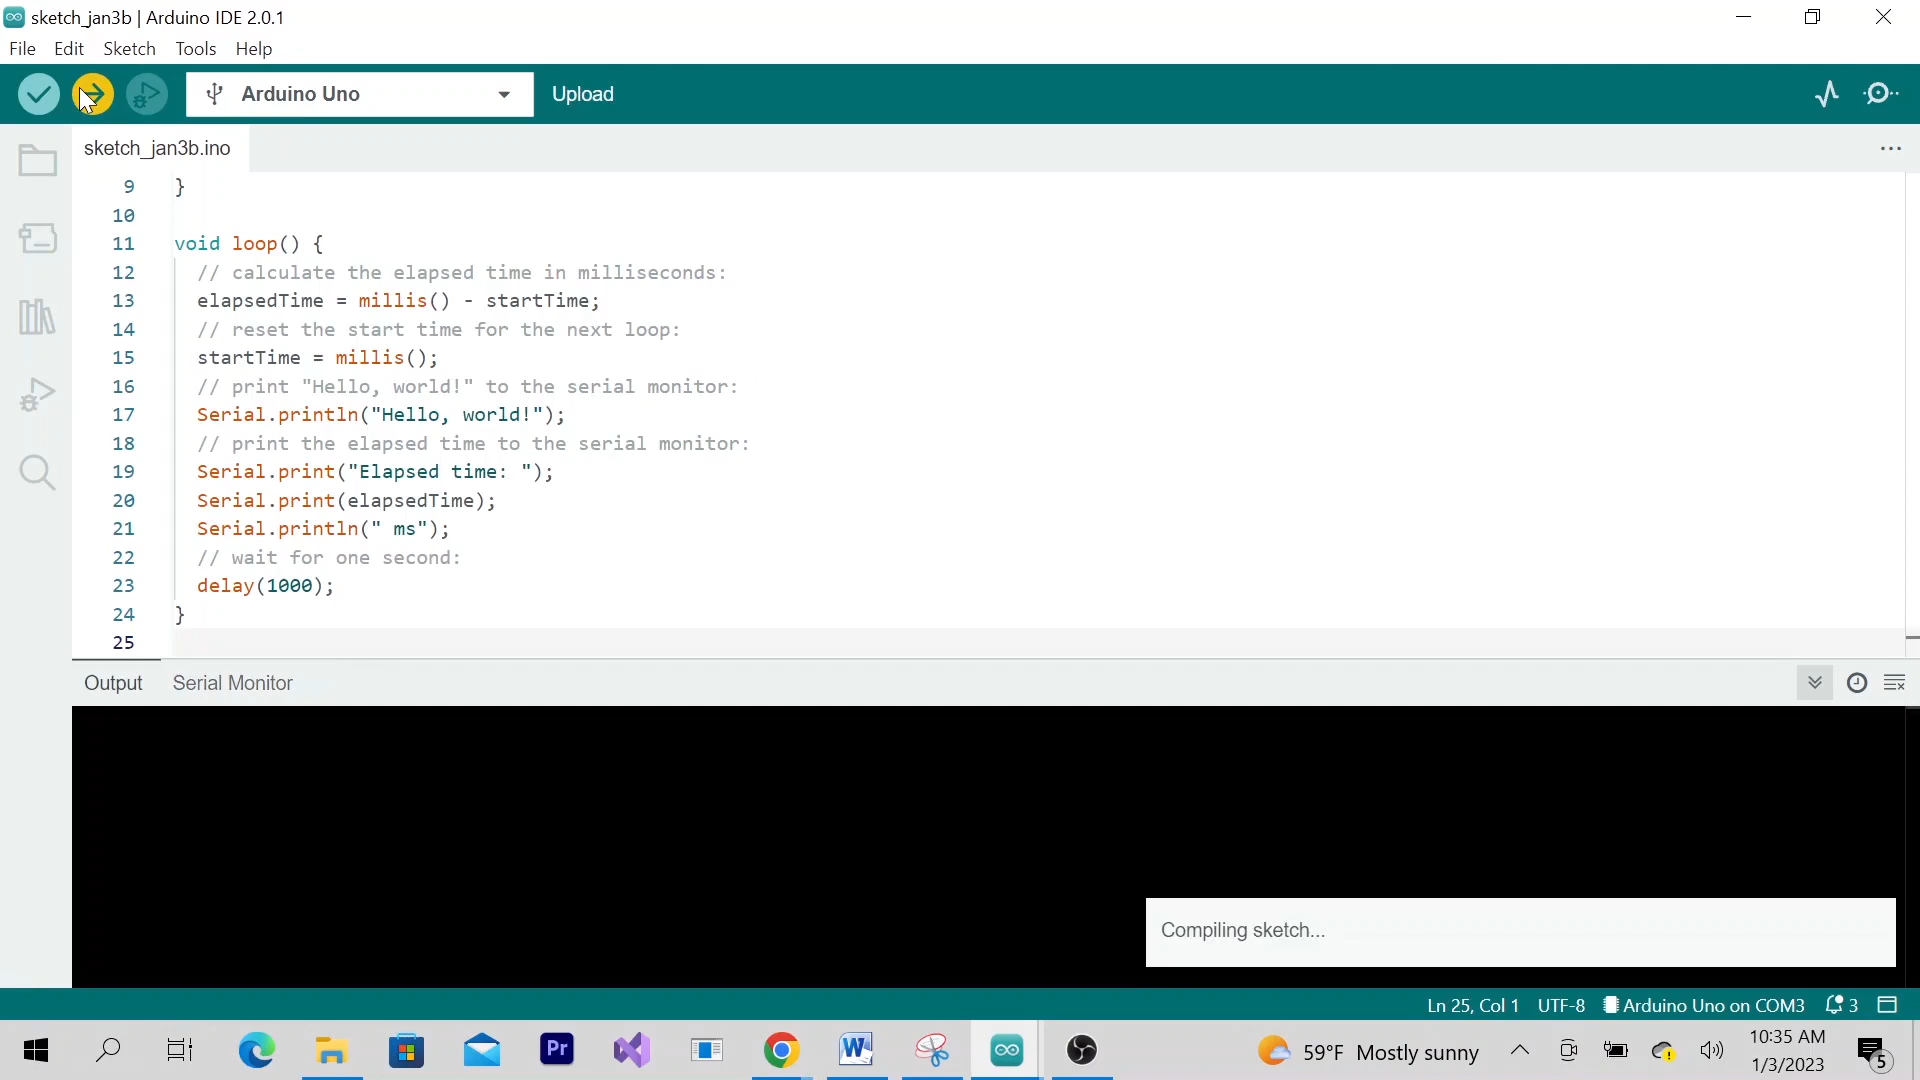 sketch_jan3b | Arduino IDE 2.0.1
File Edit Sketch Tools Help
Arduino Uno Upload
sketch_jan3b.ino
9 }
10
11 void loop() {
12 // calculate the elapsed time in milliseconds:
13 elapsedTime = millis() - startTime;
14 // reset the start time for the next loop:
15 startTime = millis();
16 // print "Hello, world!" to the serial monitor:
17 Serial.println("Hello, world!");
18 // print the elapsed time to the serial monitor:
19 Serial.print("Elapsed time: ");
20 Serial.print(elapsedTime);
21 Serial.println(" ms");
22 // wait for one second:
23 delay(1000);
24 }
25
Output Serial Monitor
Compiling sketch...
Ln 25, Col 1 UTF-8 Arduino Uno on COM3 3
Pr
W
59°F Mostly sunny
10:35 AM
1/3/2023
5